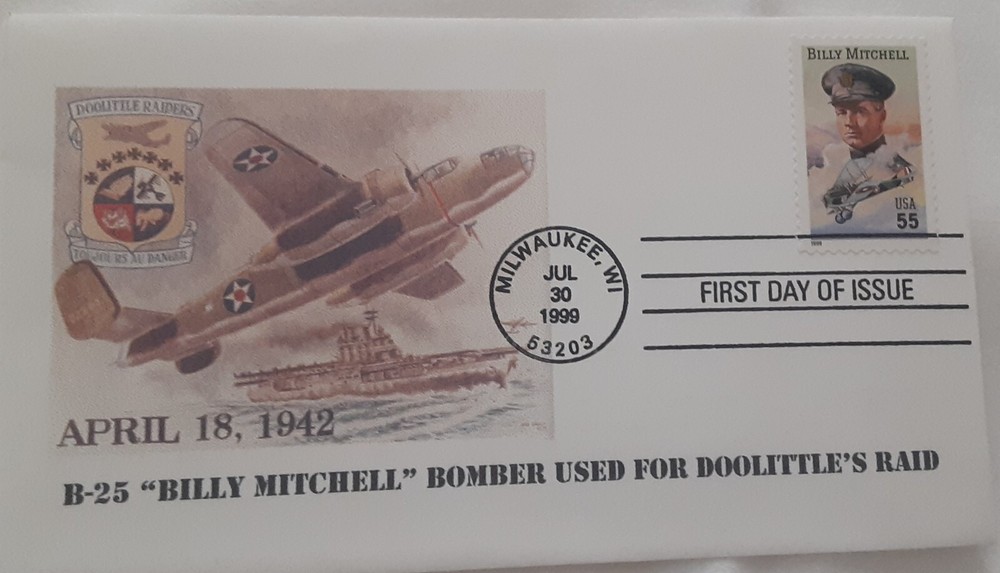 DOOLITTLE RAIDERS
TOUJOURS AU DANGER
APRIL 18, 1942
B-25 "BILLY MITCHELL" BOMBER USED FOR DOOLITTLE'S RAID
MILWAUKEE, WI
JUL
30
1999
53203
FIRST DAY OF ISSUE
BILLY MITCHELL
USA
55
1999